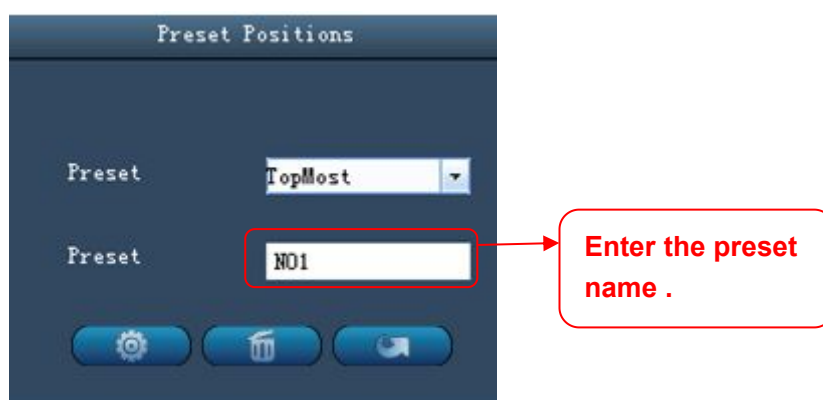 Preset Positions
Preset
TopMost
Preset
NO1
Enter the preset
name .